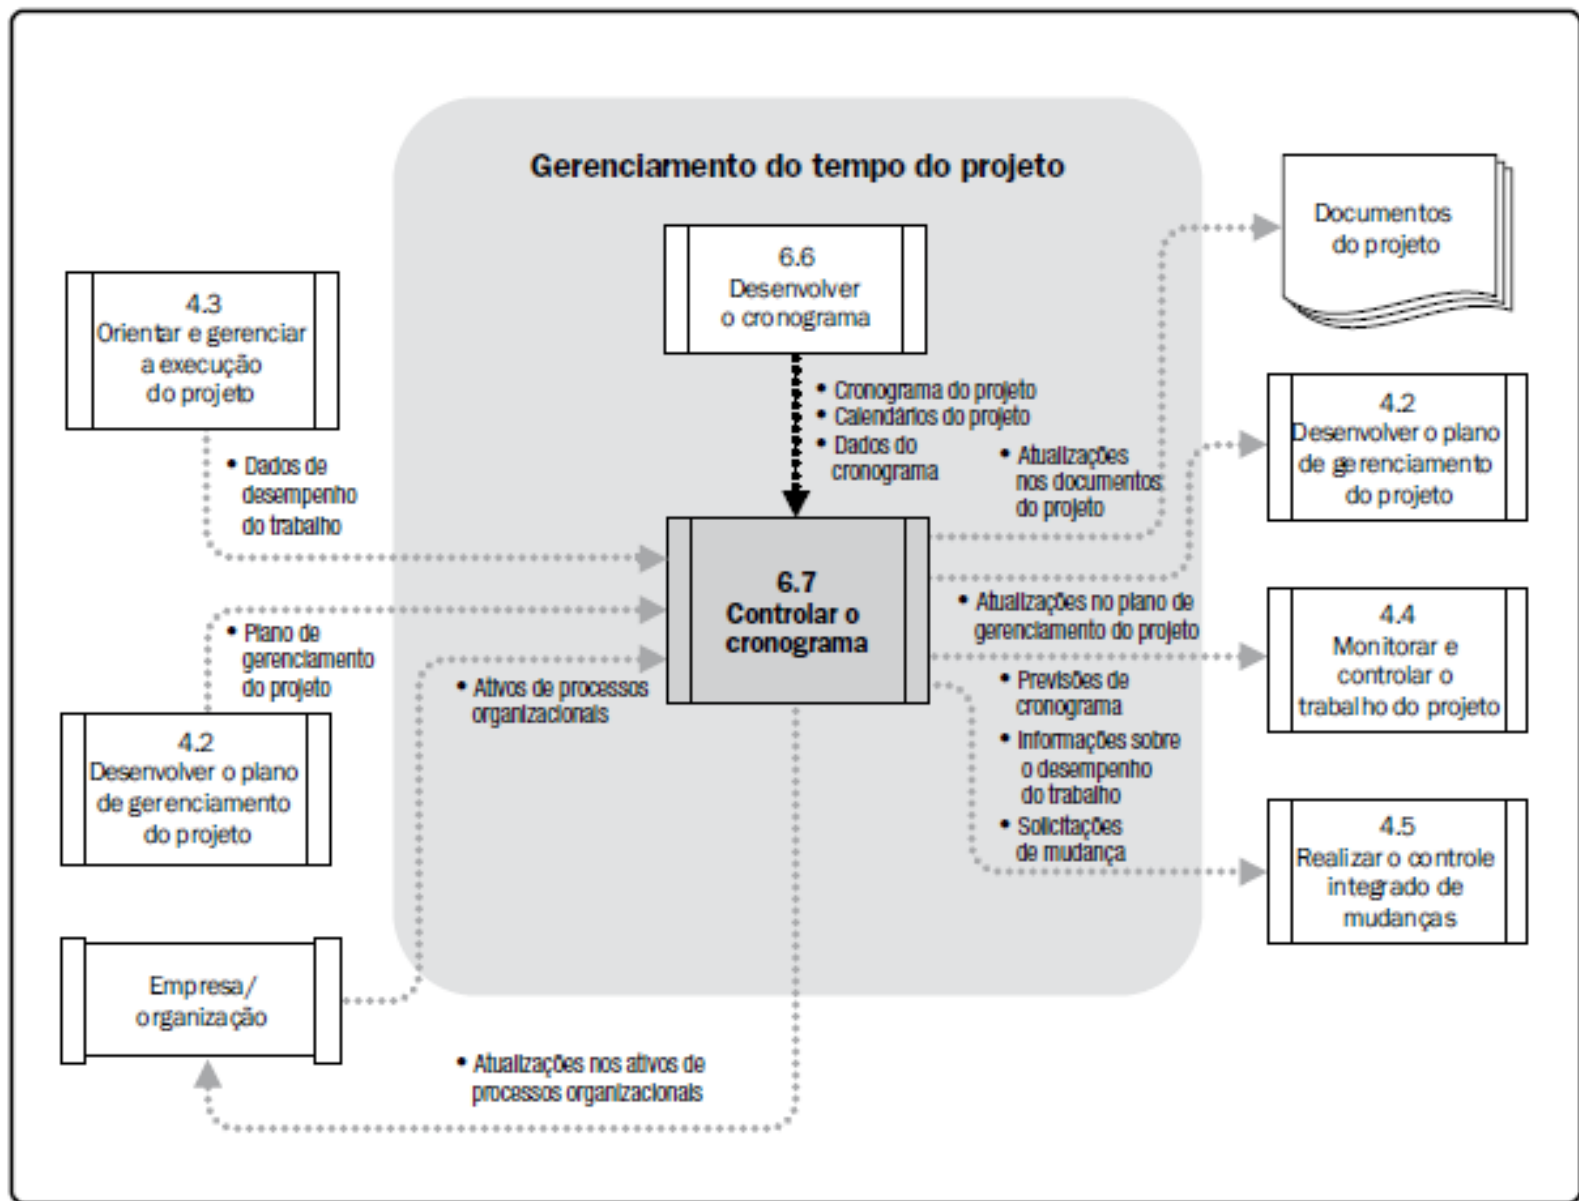 Gerenciamento do tempo do projeto
6.6
Desenvolver
o cronograma
• Cronograma do projeto
• Calendários do projeto
• Dados do
cronograma
4.3
Orientar e gerenciar
a execução
do projeto
• Dados de
desempenho
do trabalho
• Plano de
gerenciamento
do projeto
4.2
Desenvolver o plano
de gerenciamento
do projeto
• Ativos de processos
organizacionais
Empresa/
organização
• Atualizações nos ativos de
processos organizacionais
6.7
Controlar o
cronograma
• Atualizações
nos documentos
do projeto
• Atualizações no plano de
gerenciamento do projeto
• Previsões de
cronograma
• Informações sobre
o desempenho
do trabalho
• Solicitações
de mudança
Documentos
do projeto
4.2
Desenvolver o plano
de gerenciamento
do projeto
4.4
Monitorar e
controlar o
trabalho do projeto
4.5
Realizar o controle
integrado de
mudanças